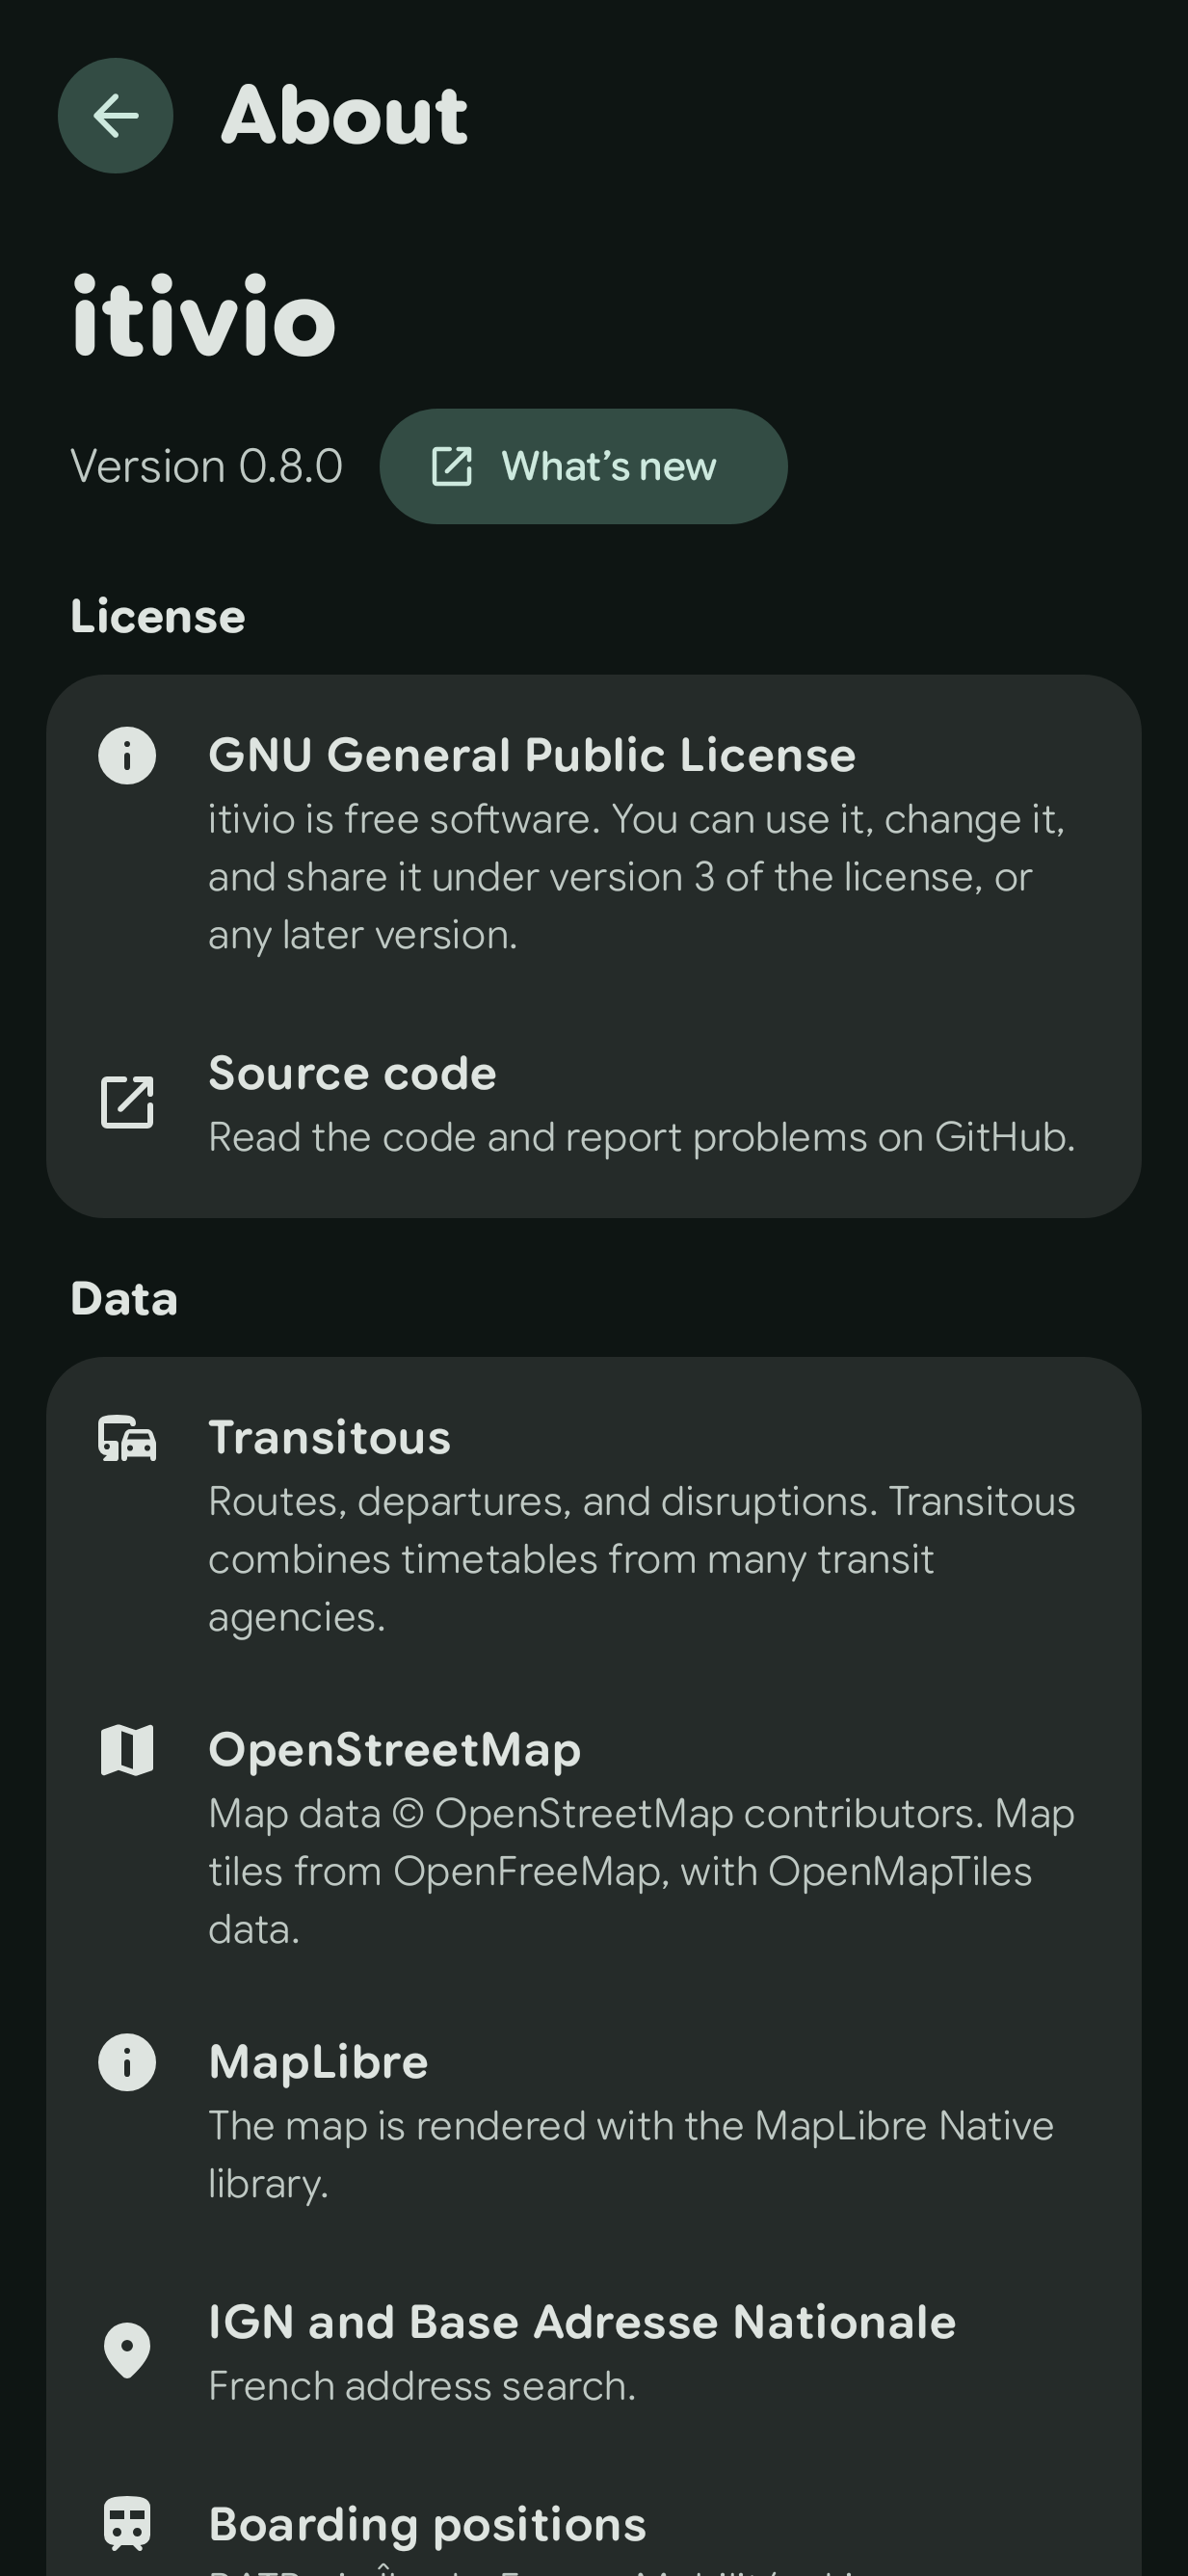 About
itivio
Version 0.8.0
What’s new
License
GNU General Public License
itivio is free software. You can use it, change it,
and share it under version 3 of the license, or
any later version.
Source code
Read the code and report problems on GitHub.
Data
Transitous
Routes, departures, and disruptions. Transitous
combines timetables from many transit
agencies.
OpenStreetMap
Map data © OpenStreetMap contributors. Map
tiles from OpenFreeMap, with OpenMapTiles
data.
MapLibre
The map is rendered with the MapLibre Native
library.
IGN and Base Adresse Nationale
French address search.
Boarding positions